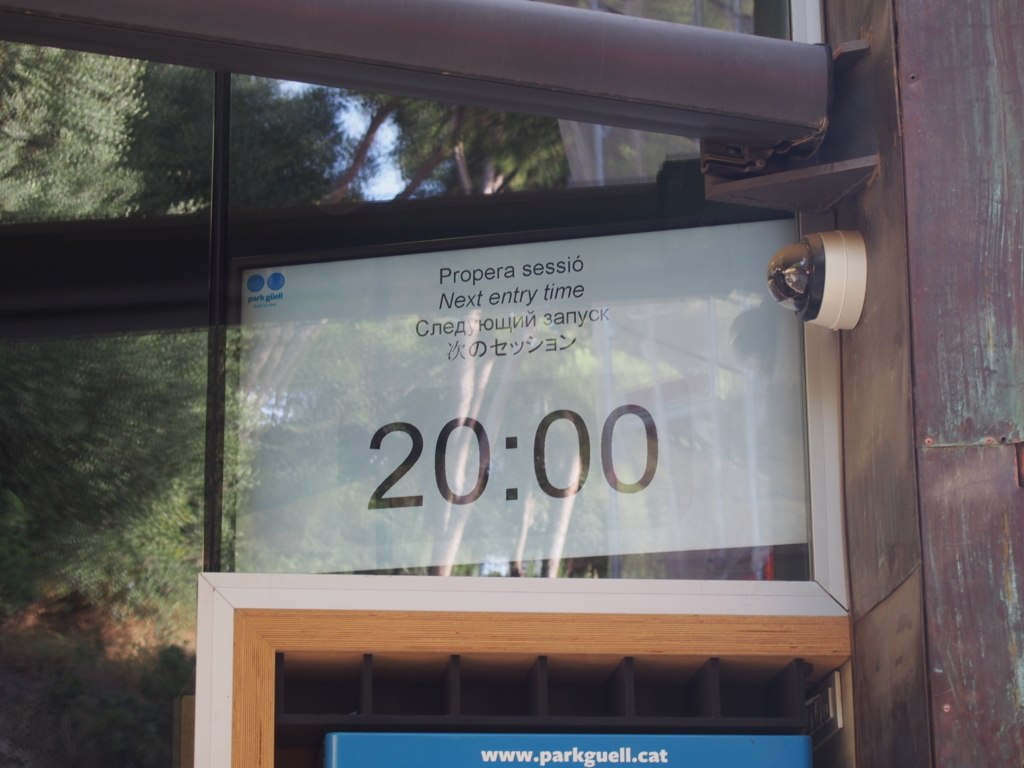 park güell
Propera sessió
Next entry time
Следующий запуск
次のセッション
20:00
www.parkguell.cat